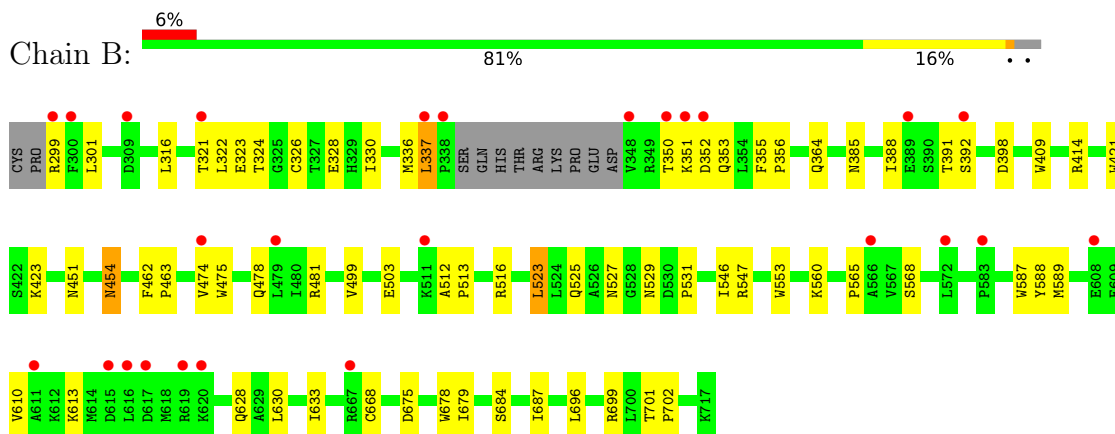 6%
Chain B:
81% 16% • •
CYS PRO R299 F300 L301 D309 L316 T321 L322 E323 T324 G325 C326 T327 E328 H329 I330 M336 L337 P338 SER GLN HIS THR ARG LYS PRO GLU ASP V348 R349 T350 K351 D352 Q353 L354 F355 P356 Q364 N385 I388 E389 S390 T391 S392 D398 W409 R414 W421
S422 K423 N451 N454 F462 P463 V474 W475 Q478 L479 I480 R481 V499 E503 K511 A512 P513 R516 L523 L524 Q525 A526 N527 G528 N529 D530 P531 I546 R547 W553 K560 P565 A566 V567 S568 L572 P583 W587 Y588 M589 E608 E609
V610 A611 K612 K613 M614 D615 L616 D617 M618 R619 K620 Q628 A629 L630 I633 R667 C668 D675 W678 I679 S684 I687 L696 R699 L700 T701 P702 K717